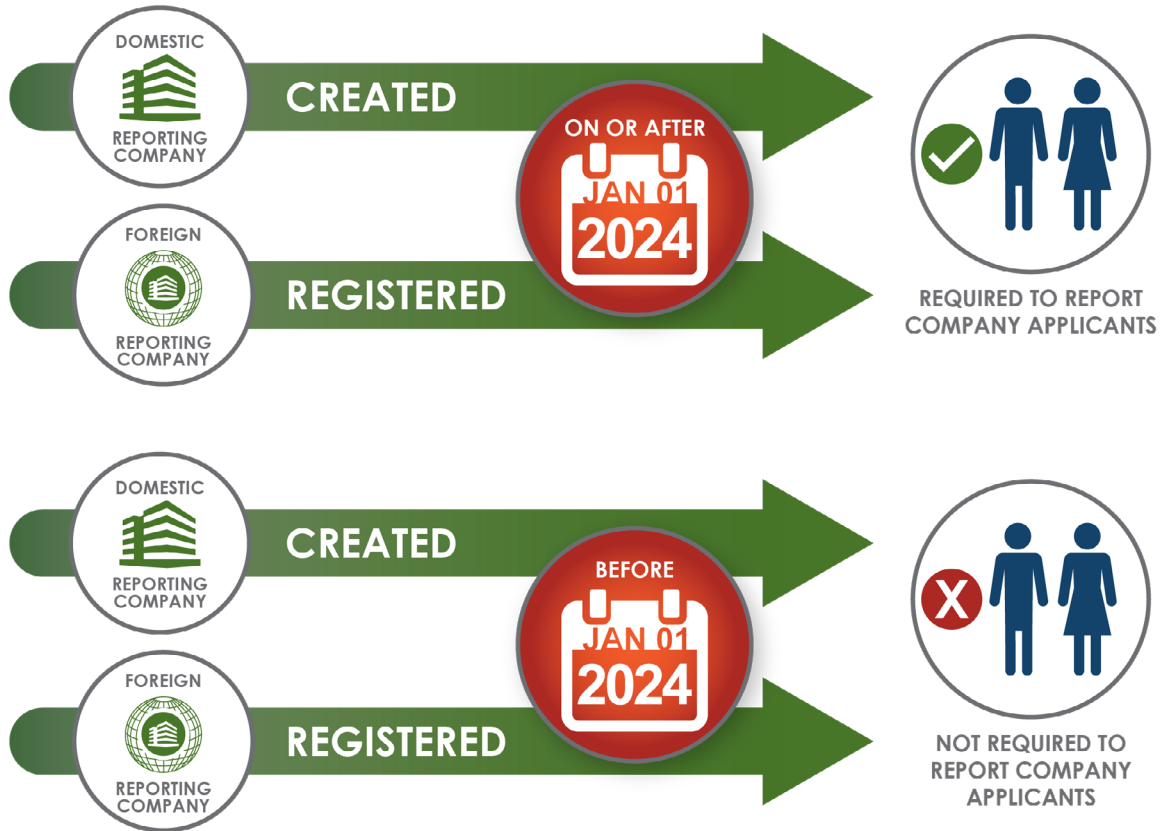 DOMESTIC
REPORTING
COMPANY
CREATED
FOREIGN
REPORTING
COMPANY
REGISTERED
ON OR AFTER
JAN 01
2024
REQUIRED TO REPORT
COMPANY APPLICANTS
DOMESTIC
REPORTING
COMPANY
CREATED
FOREIGN
REPORTING
COMPANY
REGISTERED
BEFORE
JAN 01
2024
X
NOT REQUIRED TO
REPORT COMPANY
APPLICANTS